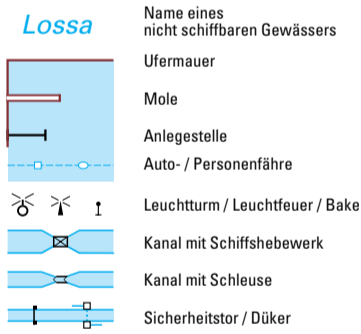 Lossa
Name eines
nicht schiffbaren Gewässers
Ufermauer
Mole
Anlegestelle
Auto- / Personenfähre
Leuchtturm / Leuchtfeuer / Bake
Kanal mit Schiffshebewerk
Kanal mit Schleuse
Sicherheitstor / Düker